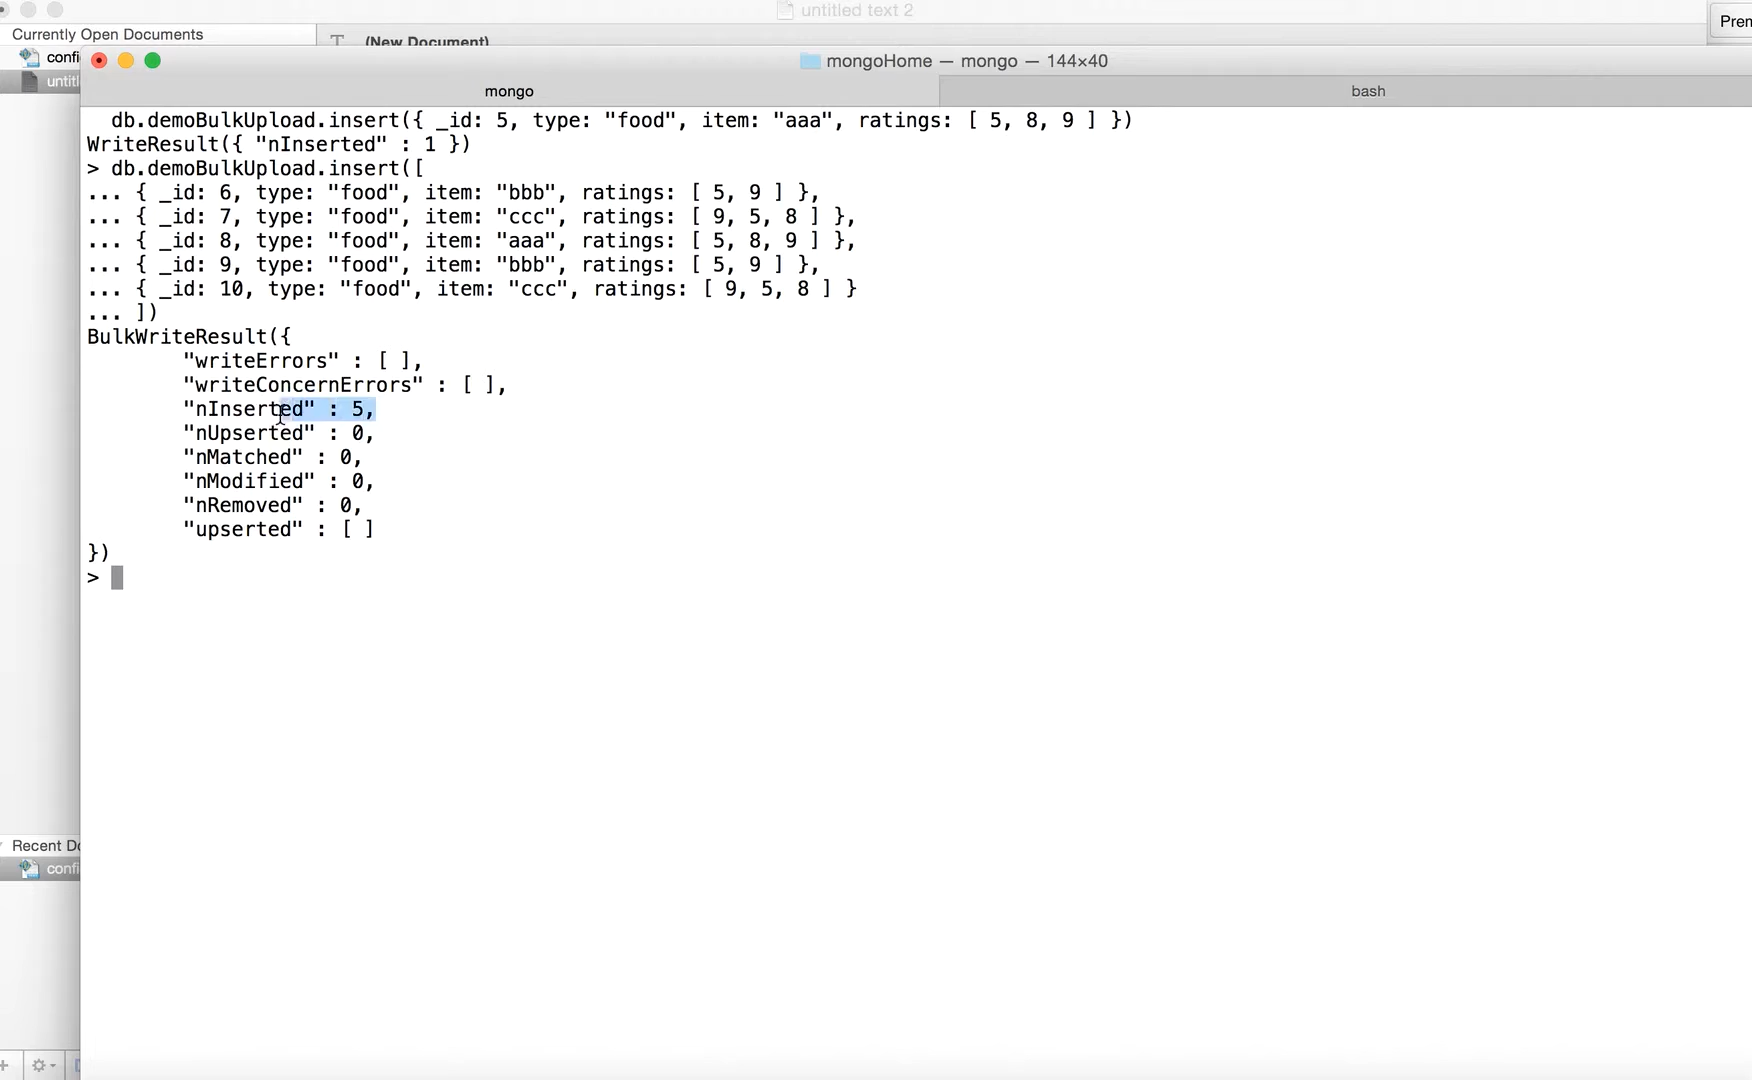 untitled text 2
Currently Open Documents
(New Document)
Prem
confi
untitl
mongoHome — mongo — 144×40
mongo
bash
db.demoBulkUpload.insert({ _id: 5, type: "food", item: "aaa", ratings: [ 5, 8, 9 ] })
WriteResult({ "nInserted" : 1 })
> db.demoBulkUpload.insert([
... { _id: 6, type: "food", item: "bbb", ratings: [ 5, 9 ] },
... { _id: 7, type: "food", item: "ccc", ratings: [ 9, 5, 8 ] },
... { _id: 8, type: "food", item: "aaa", ratings: [ 5, 8, 9 ] },
... { _id: 9, type: "food", item: "bbb", ratings: [ 5, 9 ] },
... { _id: 10, type: "food", item: "ccc", ratings: [ 9, 5, 8 ] }
... ])
BulkWriteResult({
"writeErrors" : [ ],
"writeConcernErrors" : [ ],
"nInserted" : 5,
"nUpserted" : 0,
"nMatched" : 0,
"nModified" : 0,
"nRemoved" : 0,
"upserted" : [ ]
})
>
Recent Do
confi